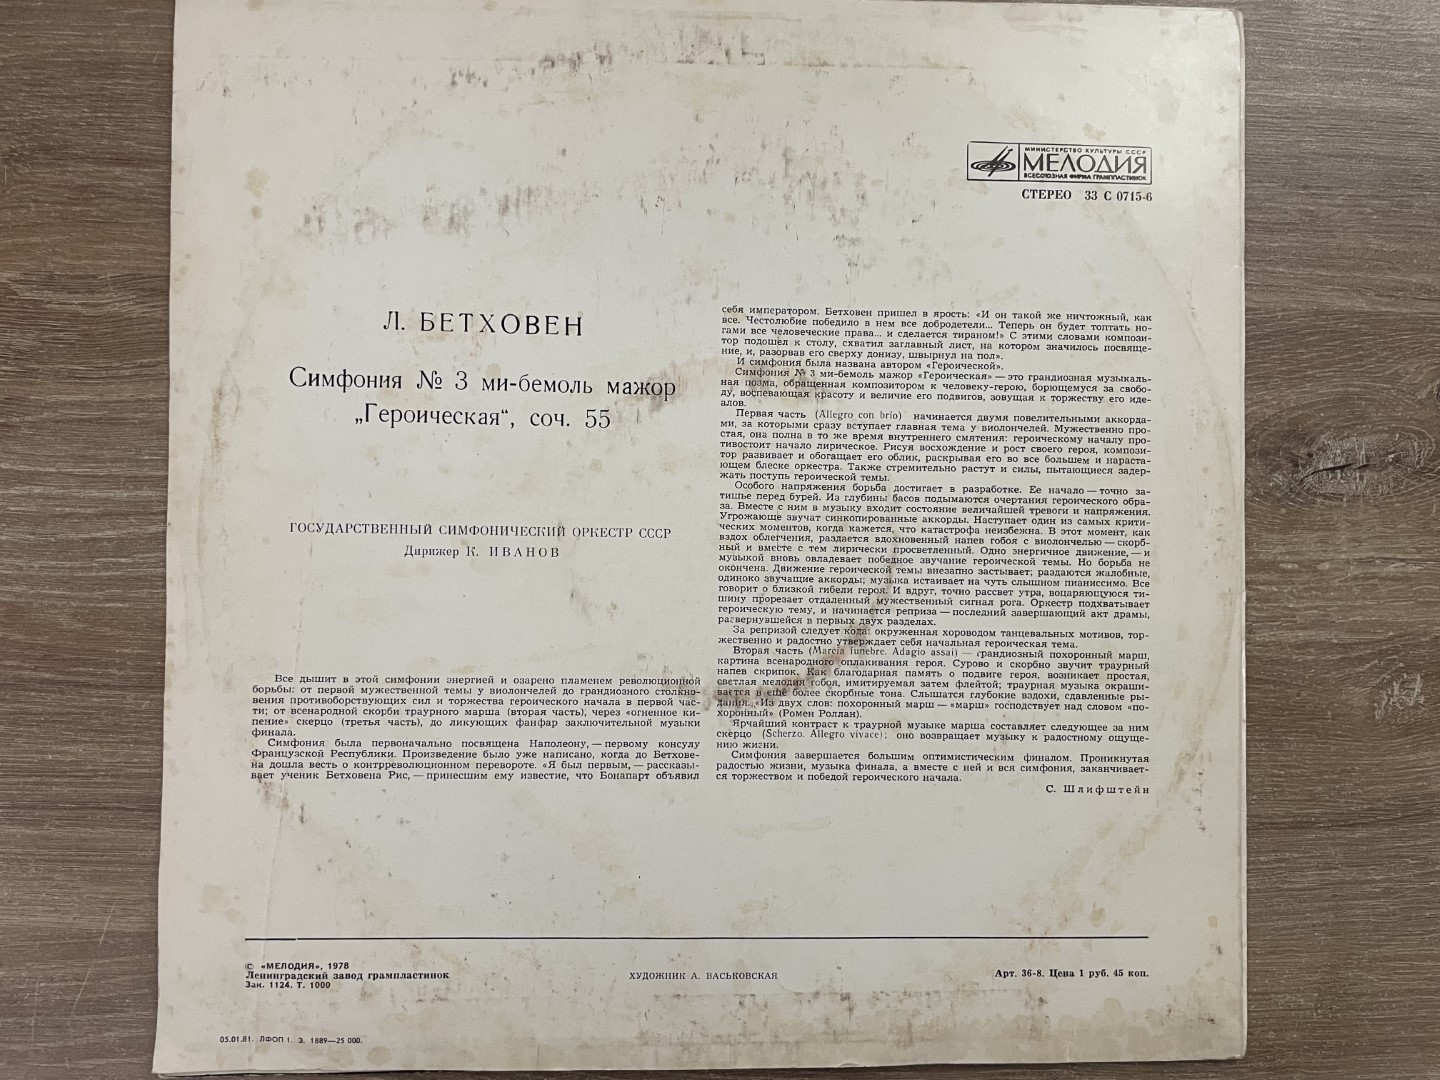 МИНИСТЕРСТВО КУЛЬТУРЫ СССР
МЕЛОДИЯ
ВСЕСОЮЗНАЯ ФИРМА ГРАМПЛАСТИНОК
СТЕРЕО 33 С 0715-6
Л. БЕТХОВЕН
Симфония № 3 ми-бемоль мажор
„Героическая“, соч. 55
ГОСУДАРСТВЕННЫЙ СИМФОНИЧЕСКИЙ ОРКЕСТР СССР
Дирижер К. ИВАНОВ
Все дышит в этой симфонии энергией и озарено пламенем революционной
борьбы: от первой мужественной темы у виолончелей до грандиозного столкно-
вения противоборствующих сил и торжества героического начала в первой час-
ти; от всенародной скорби траурного марша (вторая часть), через «огненное ки-
пение» скерцо (третья часть), до ликующих фанфар заключительной музыки
финала.
Симфония была первоначально посвящена Наполеону, — первому консулу
Французской Республики. Произведение было уже написано, когда до Бетхове-
на дошла весть о контрреволюционном перевороте. «Я был первым, — рассказы-
вает ученик Бетховена Рис, — принесшим ему известие, что Бонапарт объявил
себя императором. Бетховен пришел в ярость: «И он такой же ничтожный, как
все. Честолюбие победило в нем все добродетели... Теперь он будет топтать но-
гами все человеческие права... и сделается тираном!» С этими словами компози-
тор подошел к столу, схватил заглавный лист, на котором значилось посвяще-
ние, и, разорвав его сверху донизу, швырнул на пол».
И симфония была названа автором «Героической».
Симфония № 3 ми-бемоль мажор «Героическая» — это грандиозная музыкаль-
ная поэма, обращенная композитором к человеку-герою, борющемуся за свобо-
ду, воспевающая красоту и величие его подвигов, зовущая к торжеству его иде-
алов.
Первая часть (Allegro con brio) начинается двумя повелительными аккорда-
ми, за которыми сразу вступает главная тема у виолончелей. Мужественно про-
стая, она полна в то же время внутреннего смятения: героическому началу про-
тивостоит начало лирическое. Рисуя восхождение и рост своего героя, компози-
тор развивает и обогащает его облик, раскрывая его во все большем и нараста-
ющем блеске оркестра. Также стремительно растут и силы, пытающиеся задер-
жать поступь героической темы.
Особого напряжения борьба достигает в разработке. Ее начало — точно за-
тишье перед бурей. Из глубины басов подымаются очертания героического обра-
за. Вместе с ним в музыку входит состояние величайшей тревоги и напряжения.
Угрожающе звучат синкопированные аккорды. Наступает один из самых крити-
ческих моментов, когда кажется, что катастрофа неизбежна. В этот момент, как
вздох облегчения, раздается вдохновенный напев гобоя с виолончелью — скорб-
ный и вместе с тем лирически просветленный. Одно энергичное движение, — и
музыкой вновь овладевает победное звучание героической темы. Но борьба не
окончена. Движение героической темы внезапно застывает; раздаются жалобные,
одиноко звучащие аккорды; музыка истаивает на чуть слышном пианиссимо. Все
говорит о близкой гибели героя. И вдруг, точно рассвет утра, воцаряющуюся ти-
шину прорезает отдаленный мужественный сигнал рога. Оркестр подхватывает
героическую тему, и начинается реприза — последний завершающий акт драмы,
развернувшейся в первых двух разделах.
За репризой следует кода: окруженная хороводом танцевальных мотивов, тор-
жественно и радостно утверждает себя начальная героическая тема.
Вторая часть (Marcia funebre. Adagio assai) — грандиозный похоронный марш,
картина всенародного оплакивания героя. Сурово и скорбно звучит траурный
напев скрипок. Как благодарная память о подвиге героя, возникает простая,
светлая мелодия гобоя, имитируемая затем флейтой; траурная музыка окраши-
вается в еще более скорбные тона. Слышатся глубокие вздохи, сдавленные ры-
дания. «Из двух слов: похоронный марш — «марш» господствует над словом «по-
хоронный» (Ромен Роллан).
Ярчайший контраст к траурной музыке марша составляет следующее за ним
скерцо (Scherzo. Allegro vivace); оно возвращает музыку к радостному ощуще-
нию жизни.
Симфония завершается большим оптимистическим финалом. Проникнутая
радостью жизни, музыка финала, а вместе с ней и вся симфония, заканчивает-
ся торжеством и победой героического начала.
С. Шлифштейн
© «МЕЛОДИЯ», 1978
Ленинградский завод грампластинок
Зак. 1124. Т. 1000
ХУДОЖНИК А. ВАСЬКОВСКАЯ
Арт. 36-8. Цена 1 руб. 45 коп.
05.01.81. ЛФОП 1. З. 1889—25 000.